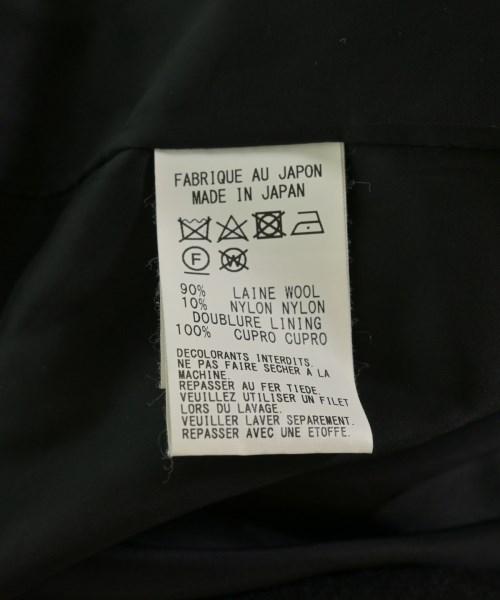 FABRIQUE AU JAPON
MADE IN JAPAN
F W
90% LAINE WOOL
10% NYLON NYLON
DOUBLURE LINING
100% CUPRO CUPRO
DECOLORANTS INTERDITS.
NE PAS FAIRE SECHER A LA
MACHINE.
REPASSER AU FER TIEDE.
VEUILLEZ UTILISER UN FILET
LORS DU LAVAGE.
VEUILLER LAVER SEPAREMENT.
REPASSER AVEC UNE ETOFFE.